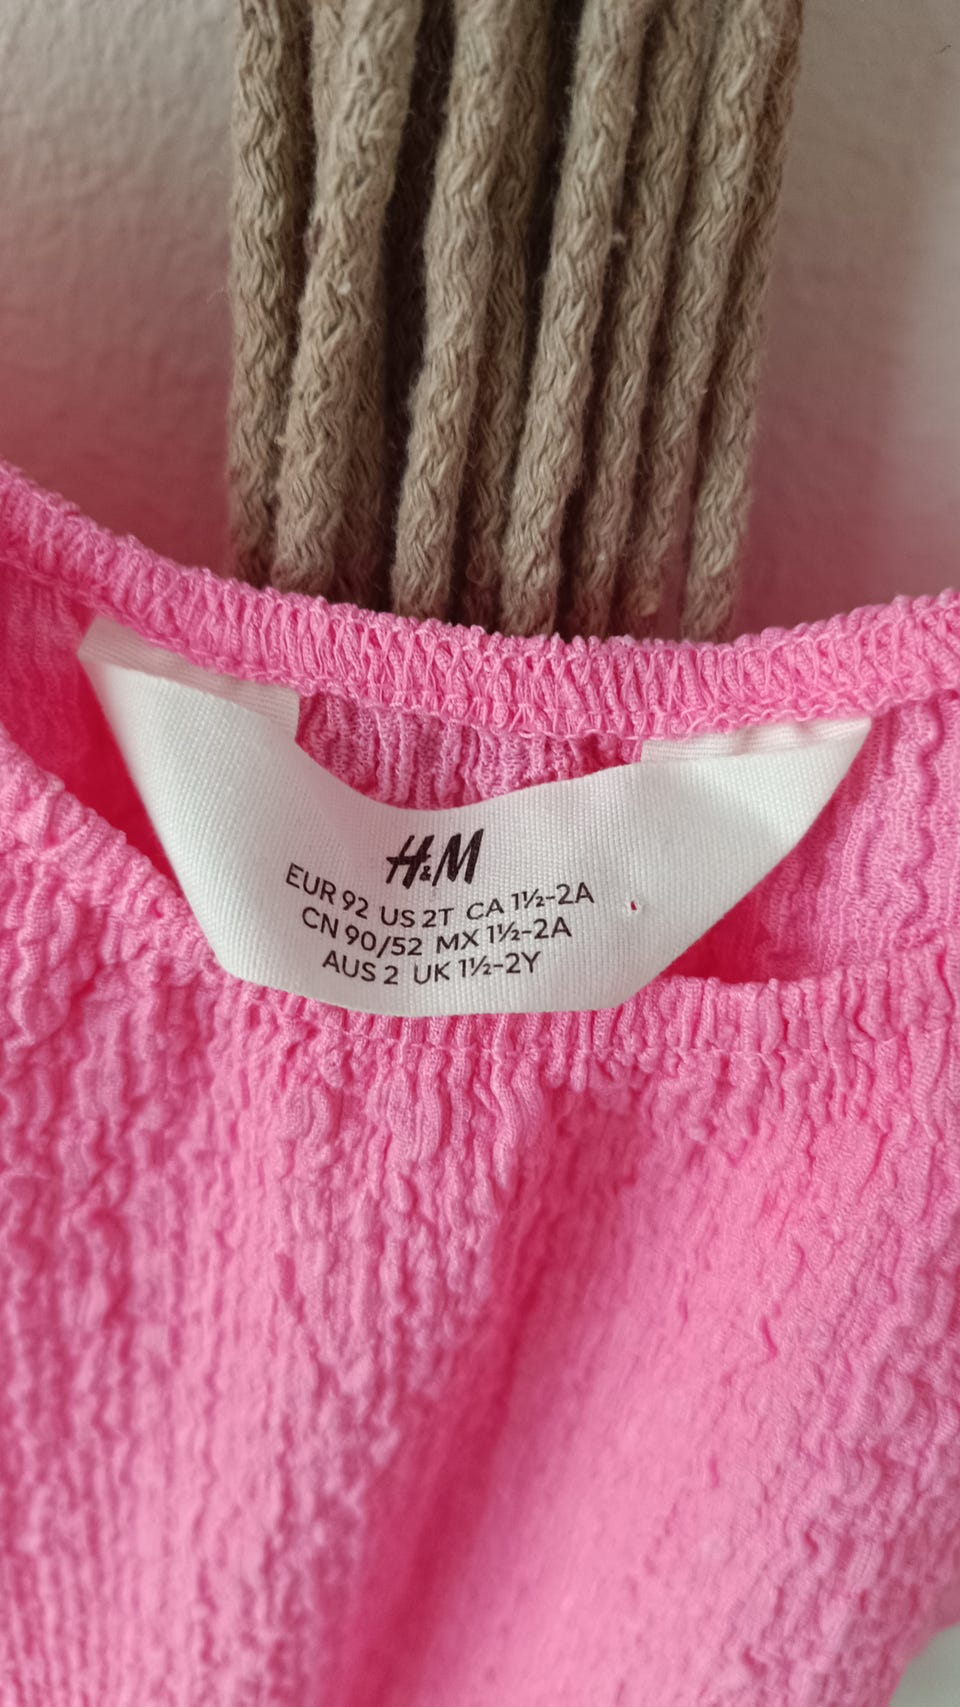 H&M
EUR 92 US 2T CA 1½-2A
CN 90/52 MX 1½-2A
AUS 2 UK 1½-2Y